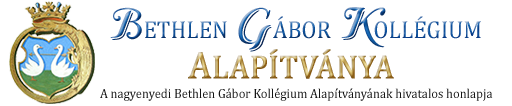 Bethlen Gábor Kollégium
Alapítványa
A nagyenyedi Bethlen Gábor Kollégium Alapítványának hivatalos honlapja